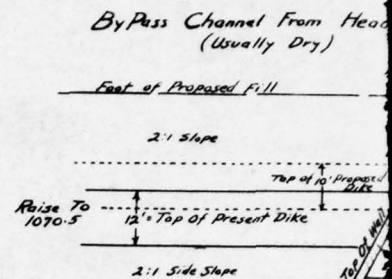 ByPass Channel From Head
(Usually Dry)
Foot of Proposed Fill
2:1 Slope
Top of 10' Proposed
Dike
Raise To
1070.5
12' = Top Of Present Dike
Top Of Wall
2:1 Side Slope